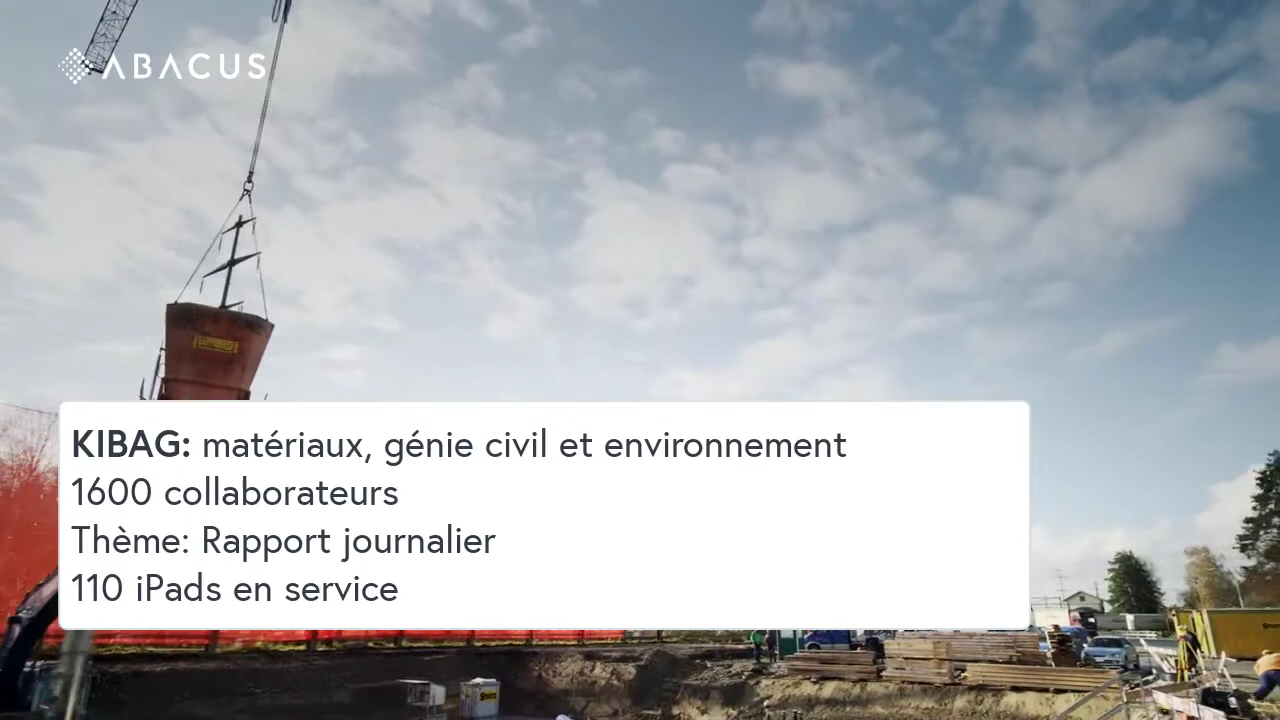 ABACUS
KIBAG: matériaux, génie civil et environnement
1600 collaborateurs
Thème: Rapport journalier
110 iPads en service